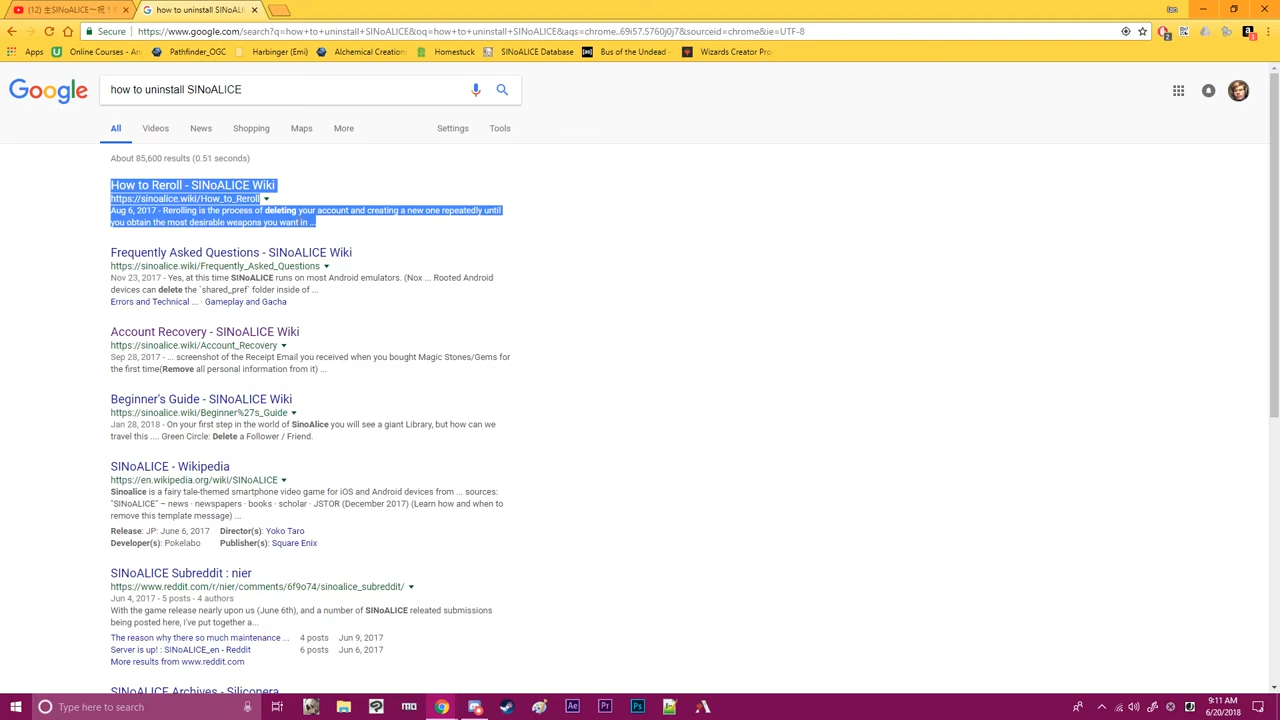 (12) 生SINoALICE～祝！
how to uninstall SINoALIC
Secure
https://www.google.com/search?q=how+to+uninstall+SINoALICE&oq=how+to+uninstall+SINoALICE&aqs=chrome..69i57.5760j0j7&sourceid=chrome&ie=UTF-8
Apps
Online Courses - An
Pathfinder_OGC
Harbinger (Emi)
Alchemical Creation
Homestuck
SINoALICE Database
Bus of the Undead
Wizards Creator Pro
Google
how to uninstall SINoALICE
All
Videos
News
Shopping
Maps
More
Settings
Tools
About 85,600 results (0.51 seconds)
How to Reroll - SINoALICE Wiki
https://sinoalice.wiki/How_to_Reroll
Aug 6, 2017 - Rerolling is the process of deleting your account and creating a new one repeatedly until
you obtain the most desirable weapons you want in ...
Frequently Asked Questions - SINoALICE Wiki
https://sinoalice.wiki/Frequently_Asked_Questions
Nov 23, 2017 - Yes, at this time SINoALICE runs on most Android emulators. (Nox ... Rooted Android
devices can delete the `shared_pref` folder inside of ...
Errors and Technical ... · Gameplay and Gacha
Account Recovery - SINoALICE Wiki
https://sinoalice.wiki/Account_Recovery
Sep 28, 2017 - ... screenshot of the Receipt Email you received when you bought Magic Stones/Gems for
the first time(Remove all personal information from it) ...
Beginner's Guide - SINoALICE Wiki
https://sinoalice.wiki/Beginner%27s_Guide
Jan 28, 2018 - On your first step in the world of SinoAlice you will see a giant Library, but how can we
travel this .... Green Circle: Delete a Follower / Friend.
SINoALICE - Wikipedia
https://en.wikipedia.org/wiki/SINoALICE
Sinoalice is a fairy tale-themed smartphone video game for iOS and Android devices from ... sources:
"SINoALICE" – news · newspapers · books · scholar · JSTOR (December 2017) (Learn how and when to
remove this template message) ...
Release: JP: June 6, 2017 Director(s): Yoko Taro
Developer(s): Pokelabo Publisher(s): Square Enix
SINoALICE Subreddit : nier
https://www.reddit.com/r/nier/comments/6f9o74/sinoalice_subreddit/
Jun 4, 2017 - 5 posts - 4 authors
With the game release nearly upon us (June 6th), and a number of SINoALICE releated submissions
being posted here, I've put together a...
The reason why there so much maintenance ... 4 posts Jun 9, 2017
Server is up! : SINoALICE_en - Reddit 6 posts Jun 6, 2017
More results from www.reddit.com
SINoALICE Archives - Siliconera
Type here to search
Ae
Pr
Ps
9:11 AM
6/20/2018